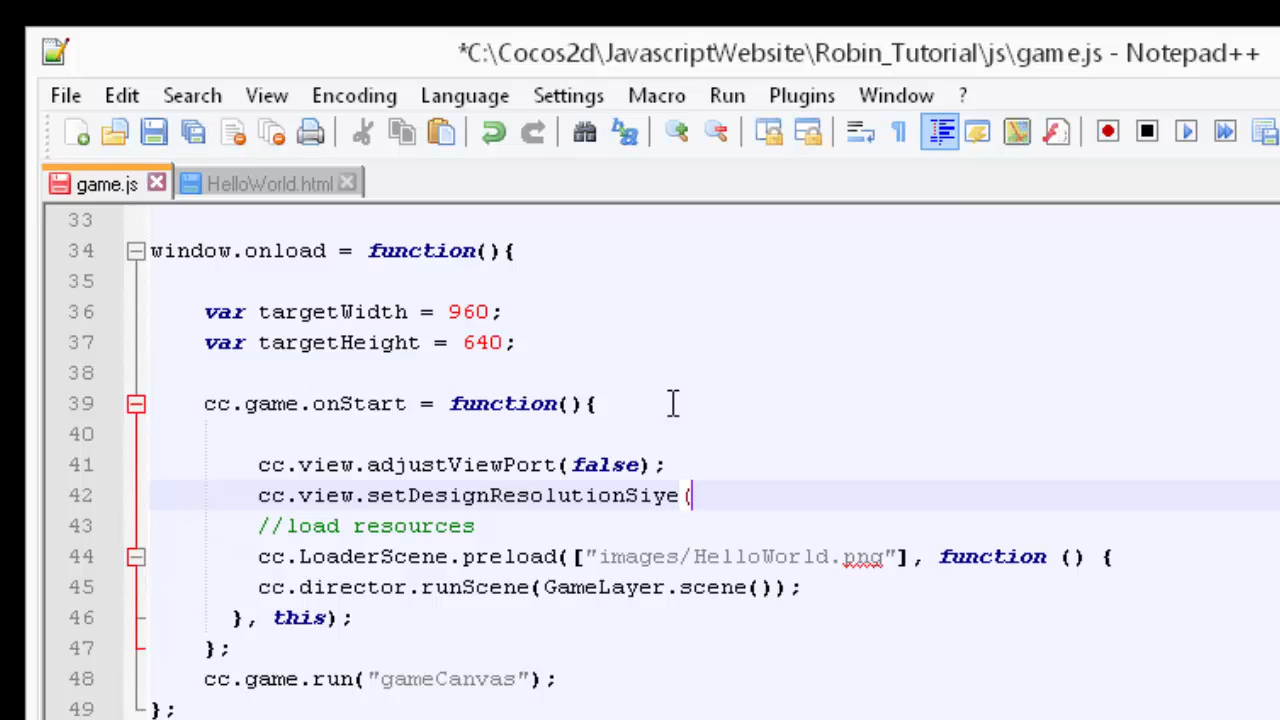 *C:\Cocos2d\JavascriptWebsite\Robin_Tutorial\js\game.js - Notepad++
File Edit Search View Encoding Language Settings Macro Run Plugins Window ?
game.js HelloWorld.html
33
34 window.onload = function(){
35
36 var targetWidth = 960;
37 var targetHeight = 640;
38
39 cc.game.onStart = function(){
40
41 cc.view.adjustViewPort(false);
42 cc.view.setDesignResolutionSiye(
43 //load resources
44 cc.LoaderScene.preload(["images/HelloWorld.png"], function () {
45 cc.director.runScene(GameLayer.scene());
46 }, this);
47 };
48 cc.game.run("gameCanvas");
49 };